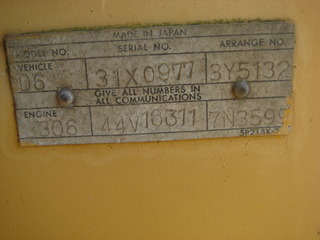 MADE IN JAPAN
MODEL NO. SERIAL NO. ARRANGE NO.
VEHICLE
D6 31X0977 3Y5132
GIVE ALL NUMBERS IN
ALL COMMUNICATIONS
ENGINE
306 44V16311 7N3599